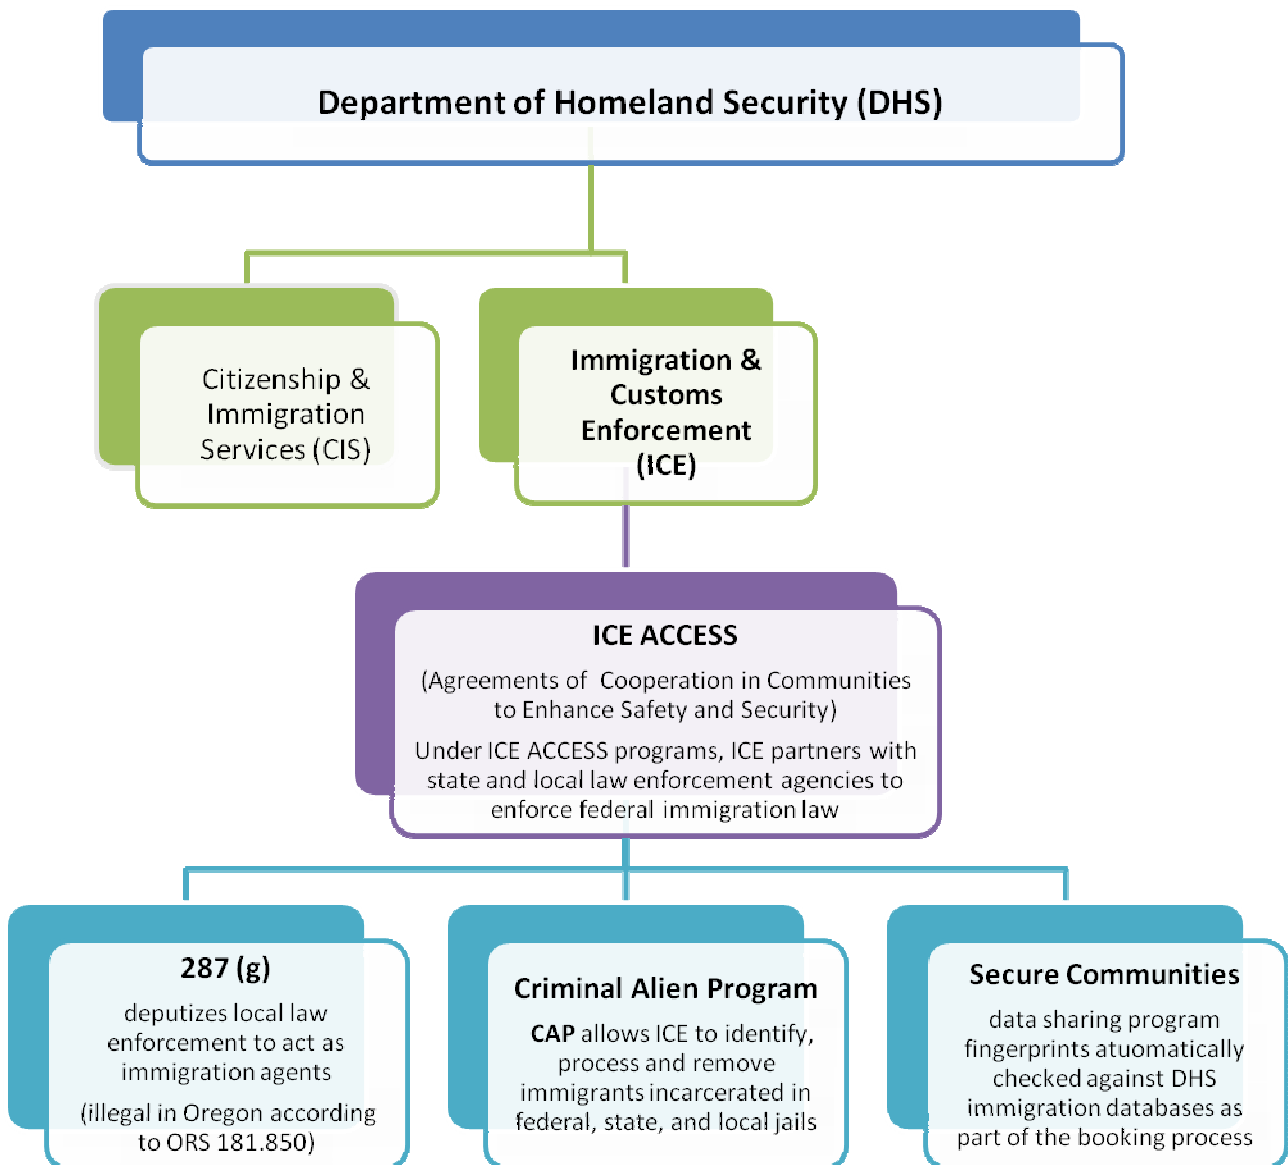 Department of Homeland Security (DHS)
Citizenship &
Immigration
Services (CIS)
Immigration &
Customs
Enforcement
(ICE)
ICE ACCESS
(Agreements of Cooperation in Communities
to Enhance Safety and Security)
Under ICE ACCESS programs, ICE partners with
state and local law enforcement agencies to
enforce federal immigration law
287 (g)
deputizes local law
enforcement to act as
immigration agents
(illegal in Oregon according
to ORS 181.850)
Criminal Alien Program
CAP allows ICE to identify,
process and remove
immigrants incarcerated in
federal, state, and local jails
Secure Communities
data sharing program
fingerprints atuomatically
checked against DHS
immigration databases as
part of the booking process